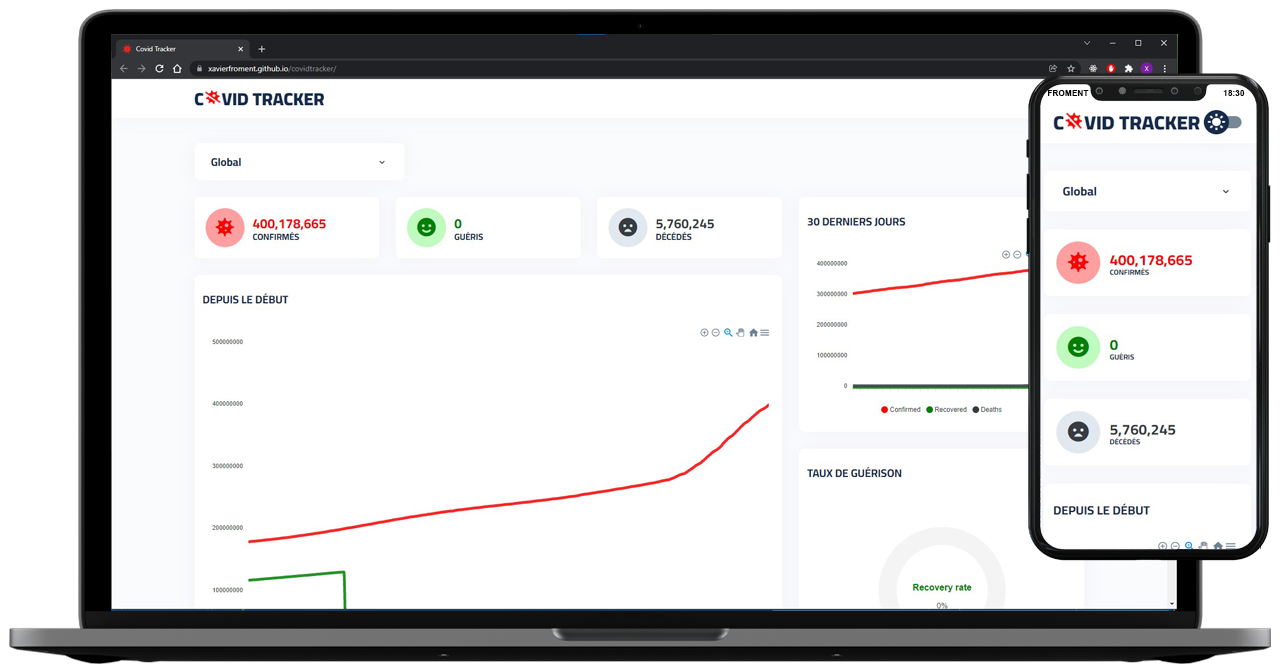 Covid Tracker
xavierfroment.github.io/covidtracker/
X
COVID TRACKER
Global
400,178,665
CONFIRMÉS
0
GUÉRIS
5,760,245
DÉCÉDÉS
DEPUIS LE DÉBUT
500000000
400000000
300000000
200000000
100000000
30 DERNIERS JOURS
400000000
300000000
200000000
100000000
0
Confirmed Recovered Deaths
TAUX DE GUÉRISON
Recovery rate
0%
FROMENT 18:30
COVID TRACKER
Global
400,178,665
CONFIRMÉS
0
GUÉRIS
5,760,245
DÉCÉDÉS
DEPUIS LE DÉBUT